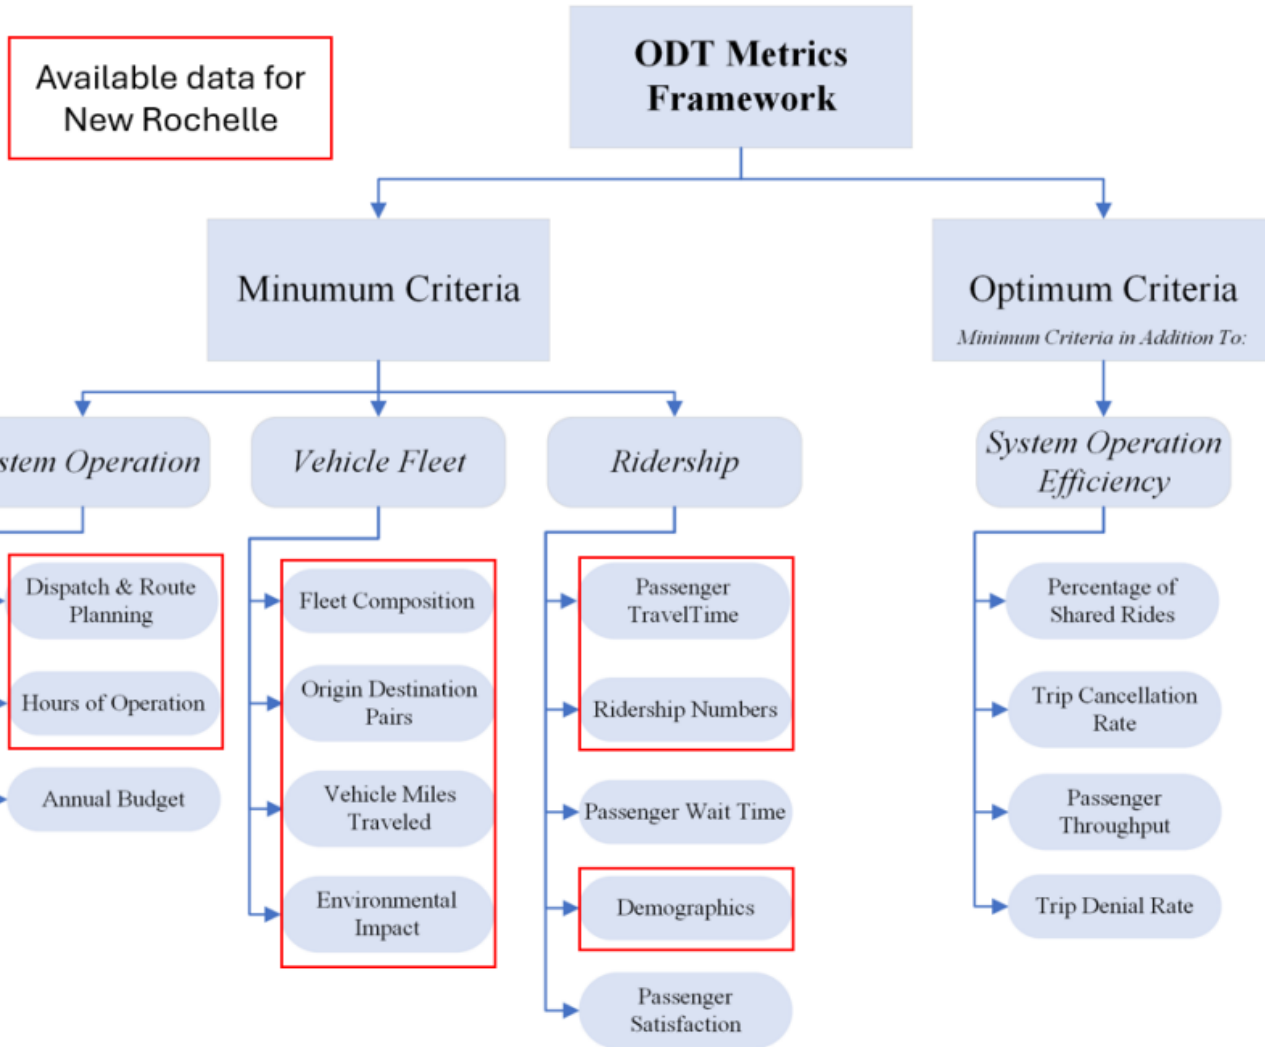 Available data for
New Rochelle
ODT Metrics
Framework
Minumum Criteria
Optimum Criteria
Minimum Criteria in Addition To:
stem Operation
Vehicle Fleet
Ridership
System Operation
Efficiency
Dispatch & Route
Planning
Hours of Operation
Annual Budget
Fleet Composition
Origin Destination
Pairs
Vehicle Miles
Traveled
Environmental
Impact
Passenger
TravelTime
Ridership Numbers
Passenger Wait Time
Demographics
Passenger
Satisfaction
Percentage of
Shared Rides
Trip Cancellation
Rate
Passenger
Throughput
Trip Denial Rate